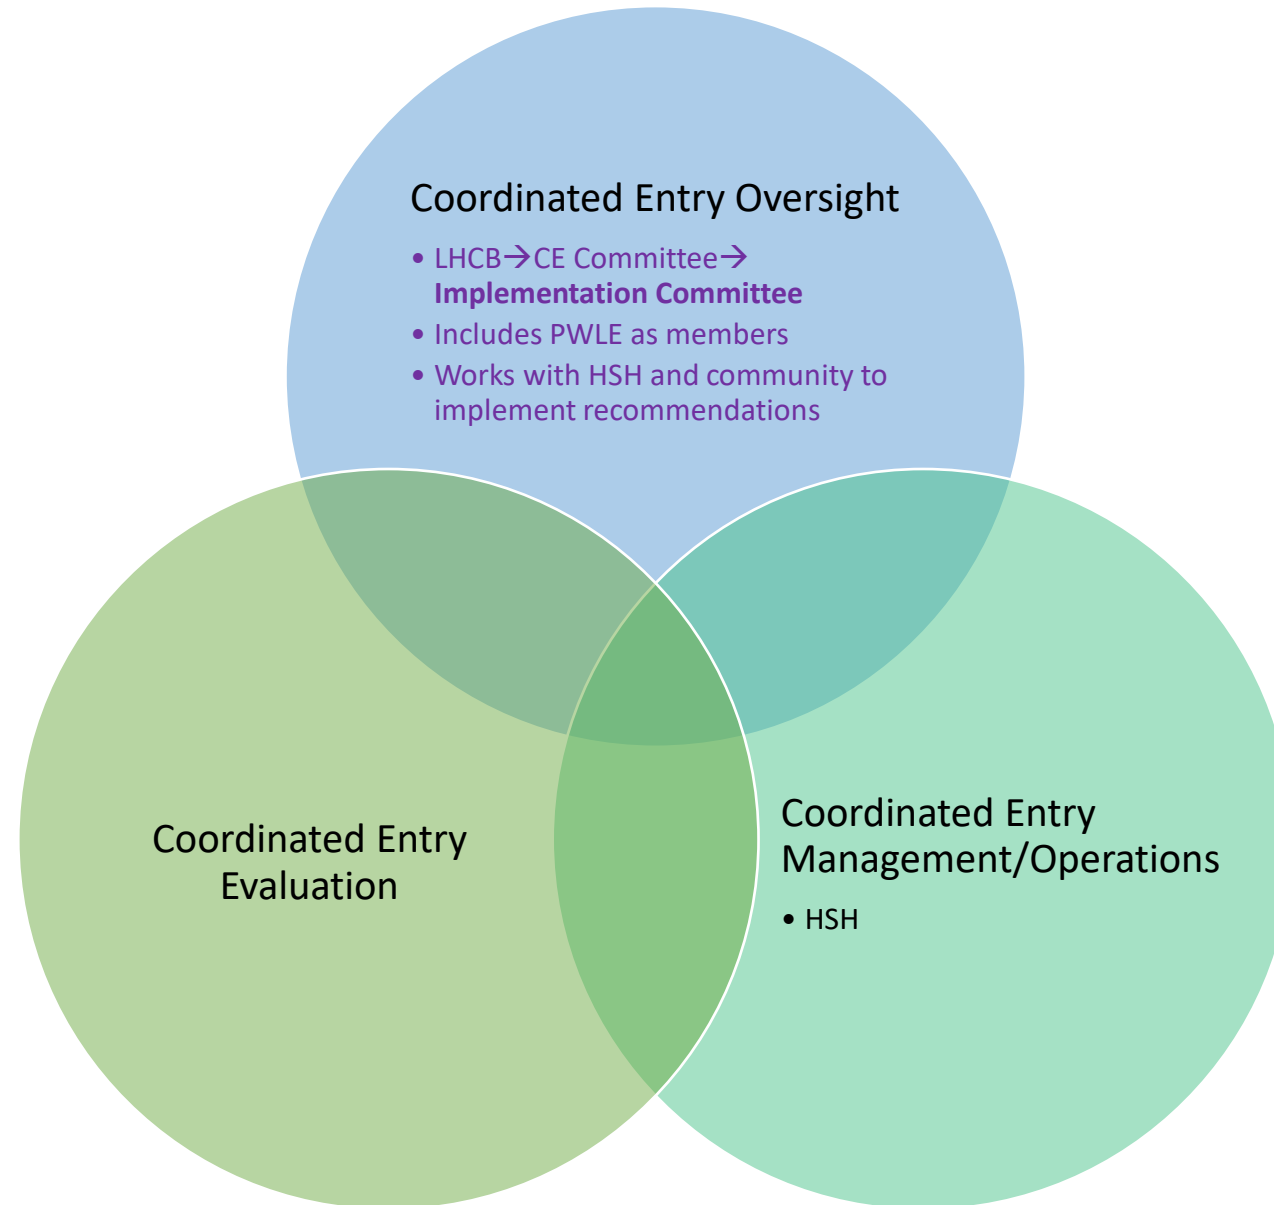 Coordinated Entry Oversight
• LHCB→CE Committee→
Implementation Committee
• Includes PWLE as members
• Works with HSH and community to
implement recommendations
Coordinated Entry
Evaluation
Coordinated Entry
Management/Operations
• HSH